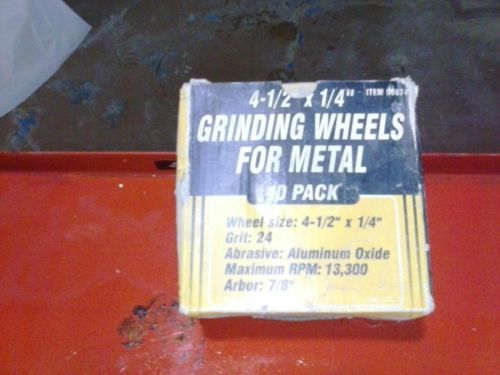 4-1/2" x 1/4" ITEM
GRINDING WHEELS
FOR METAL
10 PACK
Wheel size: 4-1/2" x 1/4"
Grit: 24
Abrasive: Aluminum Oxide
Maximum RPM: 13,300
Arbor: 7/8"